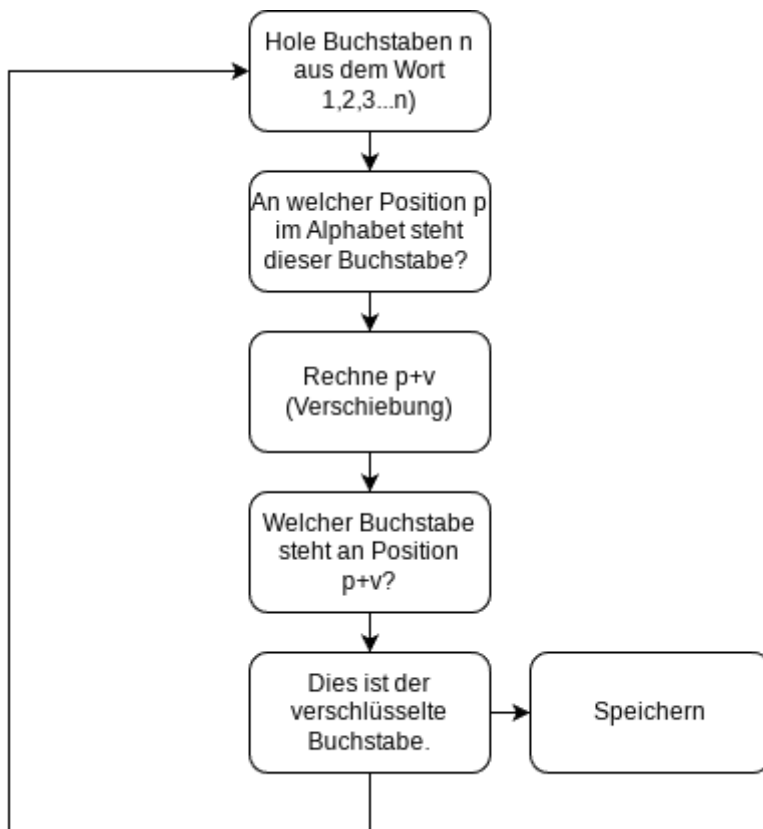 Hole Buchstaben n
aus dem Wort
1,2,3...n)
An welcher Position p
im Alphabet steht
dieser Buchstabe?
Rechne p+v
(Verschiebung)
Welcher Buchstabe
steht an Position
p+v?
Dies ist der
verschlüsselte
Buchstabe.
Speichern